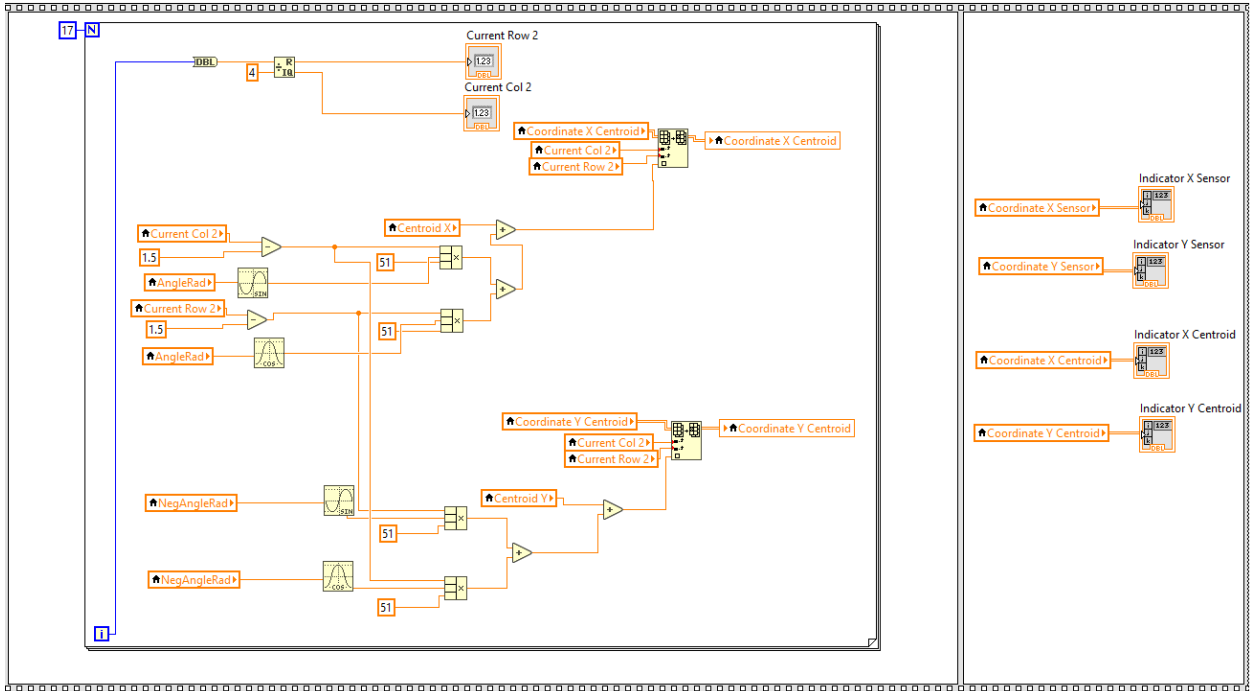 17
N
Current Row 2
DBL
4
R
IQ
1.23
DBL
Current Col 2
1.23
DBL
Coordinate X Centroid
Current Col 2
Current Row 2
Coordinate X Centroid
Current Col 2
1.5
AngleRad
SIN
Current Row 2
1.5
AngleRad
COS
51
51
Centroid X
Coordinate Y Centroid
Current Col 2
Current Row 2
Coordinate Y Centroid
NegAngleRad
SIN
Centroid Y
51
NegAngleRad
COS
51
i
Indicator X Sensor
Coordinate X Sensor
123
DBL
Indicator Y Sensor
Coordinate Y Sensor
123
DBL
Indicator X Centroid
Coordinate X Centroid
123
DBL
Indicator Y Centroid
Coordinate Y Centroid
123
DBL